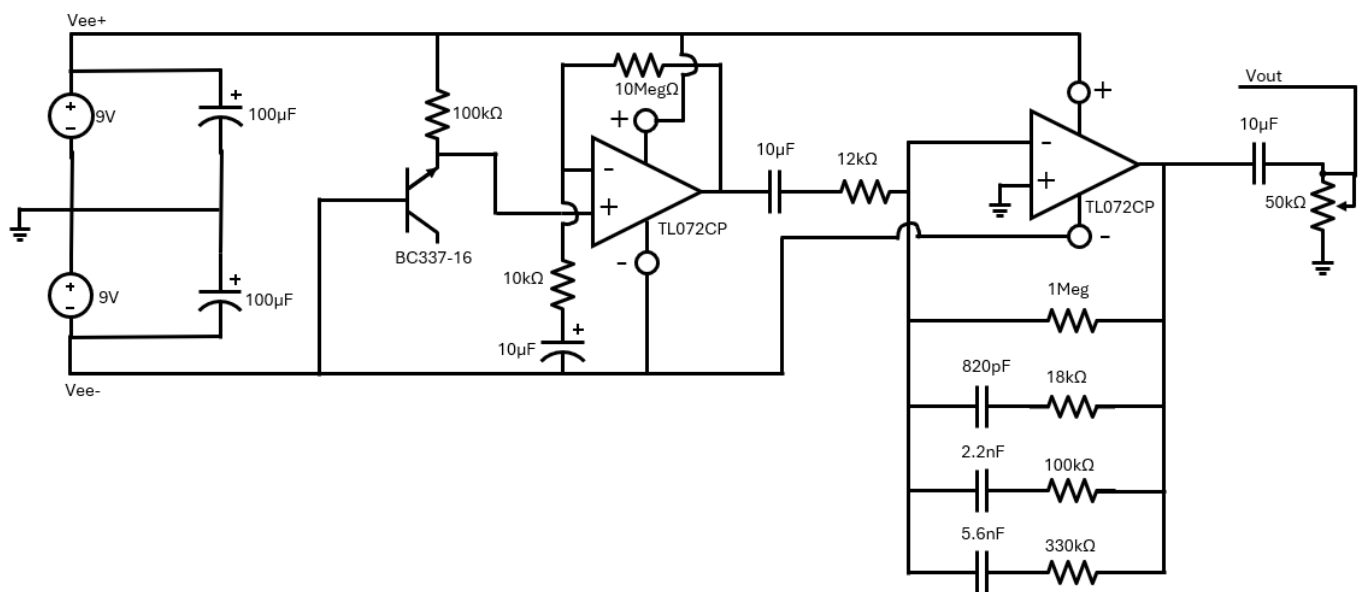 Vee+
+
-
9V
+
100µF
+
-
9V
+
100µF
Vee-
100kΩ
BC337-16
10MegΩ
+
-
+
TL072CP
-
10kΩ
+
10µF
10µF
12kΩ
+
-
+
TL072CP
-
1Meg
820pF
18kΩ
2.2nF
100kΩ
5.6nF
330kΩ
Vout
10µF
50kΩ